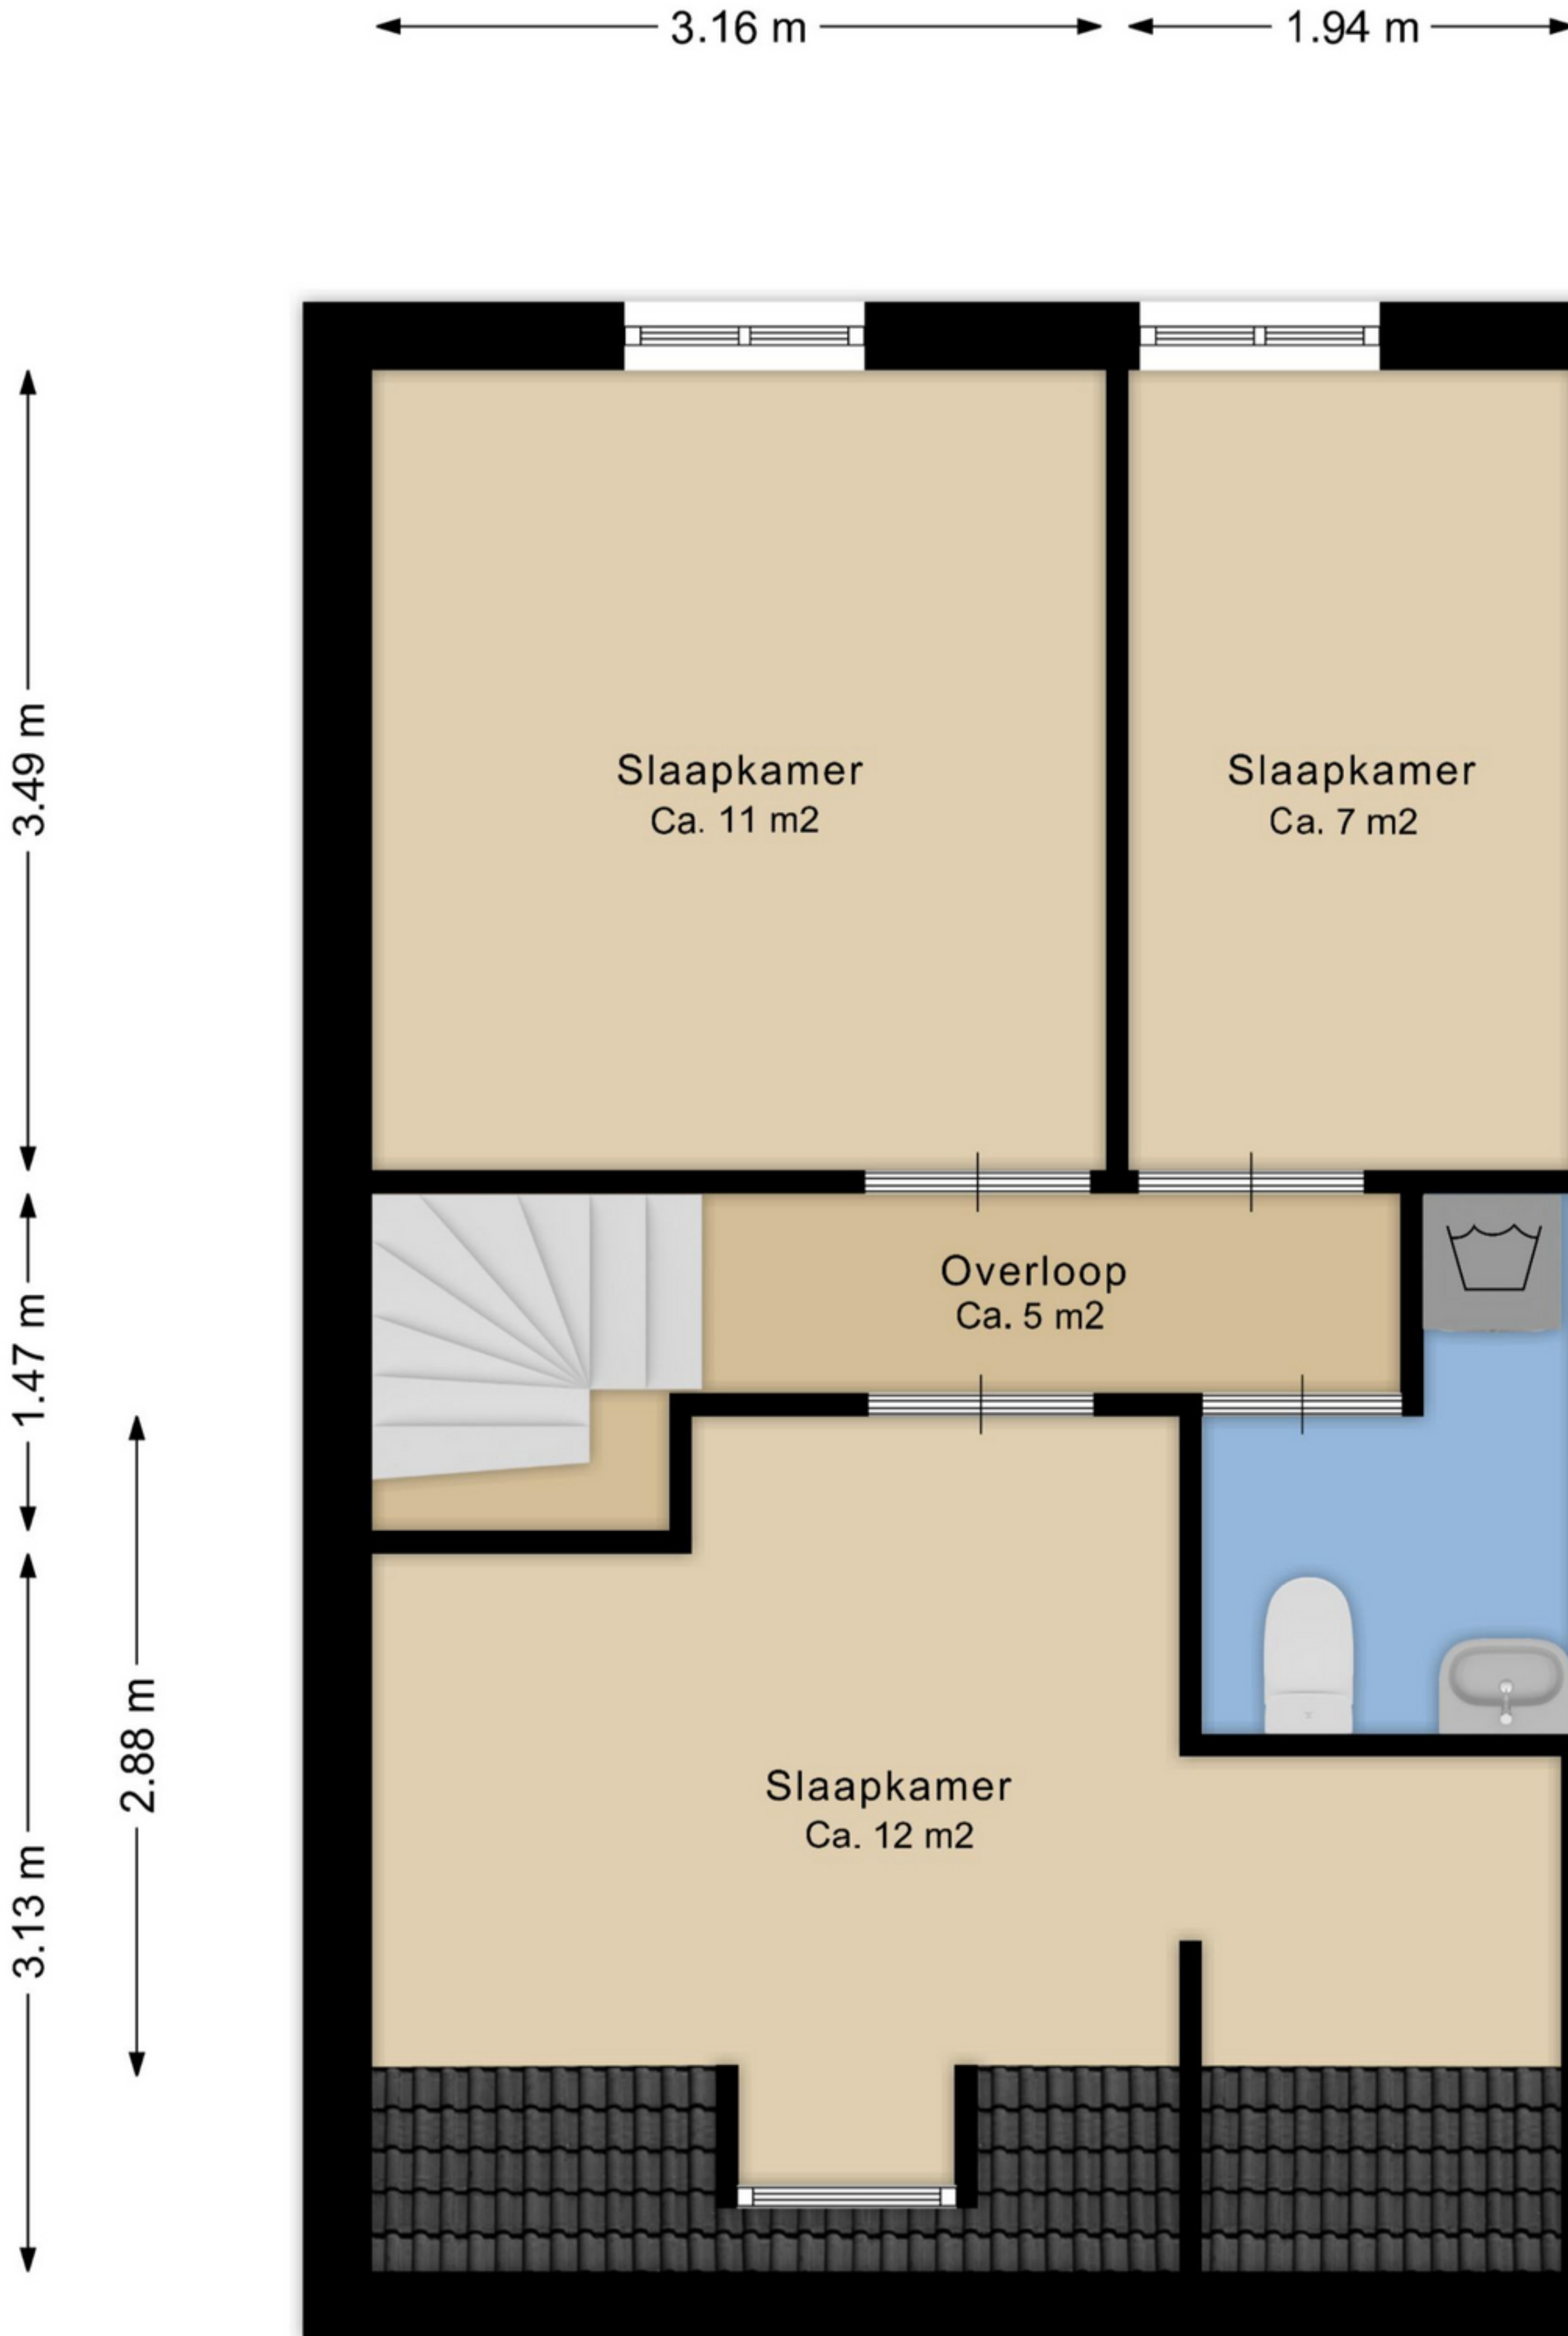 3.16 m
1.94 m
3.49 m
Slaapkamer
Ca. 11 m2
Slaapkamer
Ca. 7 m2
1.47 m
Overloop
Ca. 5 m2
2.88 m
3.13 m
Slaapkamer
Ca. 12 m2